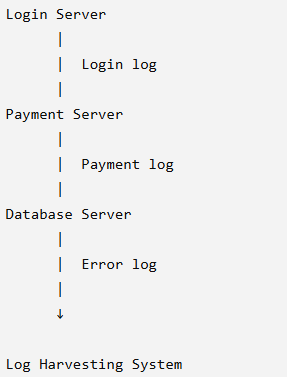 Login Server
Login log
Payment Server
Payment log
Database Server
Error log
Log Harvesting System